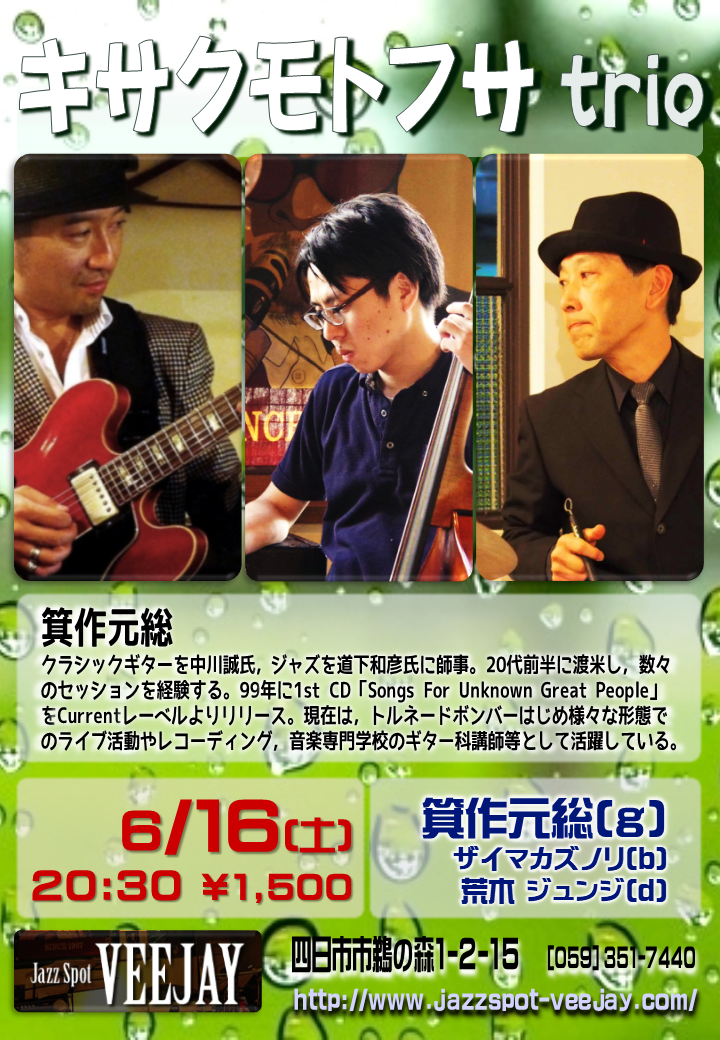 キサクモトフサ trio
箕作元総
クラシックギターを中川誠氏，ジャズを道下和彦氏に師事。20代前半に渡米し，数々
のセッションを経験する。99年に1st CD「Songs For Unknown Great People」
をCurrentレーベルよりリリース。現在は，トルネードボンバーはじめ様々な形態で
のライブ活動やレコーディング，音楽専門学校のギター科講師等として活躍している。
6/16(土)
20:30 ¥1,500
箕作元総(g)
ザイマカズノリ(b)
荒木 ジュンジ(d)
Jazz Spot VEEJAY
四日市市鵜の森1-2-15 [059]351-7440
http://www.jazzspot-veejay.com/